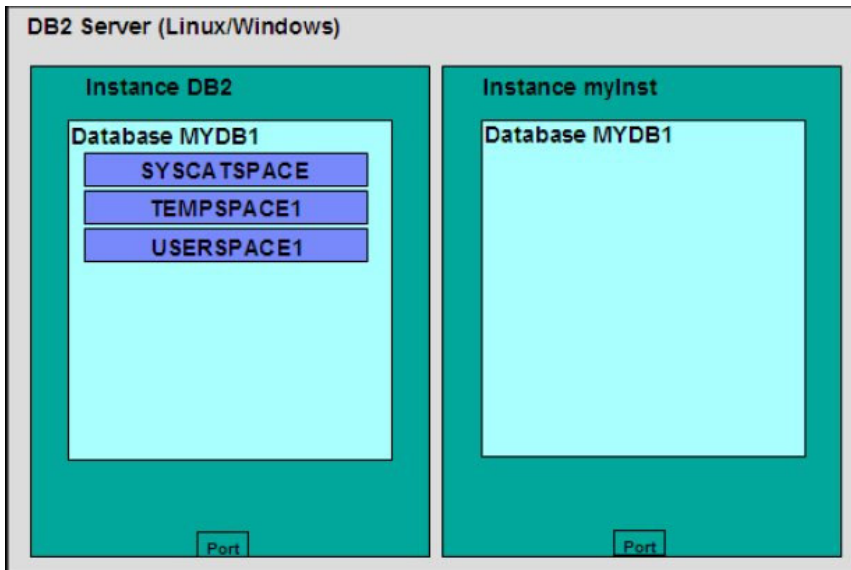 DB2 Server (Linux/Windows)
Instance DB2
Database MYDB1
SYSCATSPACE
TEMPSPACE1
USERSPACE1
Port
Instance myInst
Database MYDB1
Port